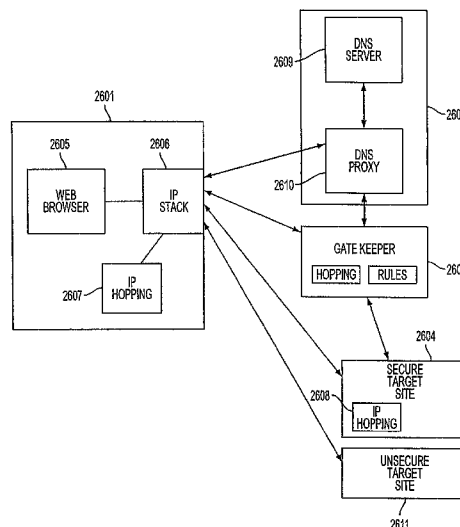 2601
2605
2606
WEB
BROWSER
IP
STACK
2607
IP
HOPPING
2609
DNS
SERVER
2610
DNS
PROXY
GATE KEEPER
HOPPING
RULES
2604
SECURE
TARGET
SITE
2608
IP
HOPPING
UNSECURE
TARGET
SITE
2611